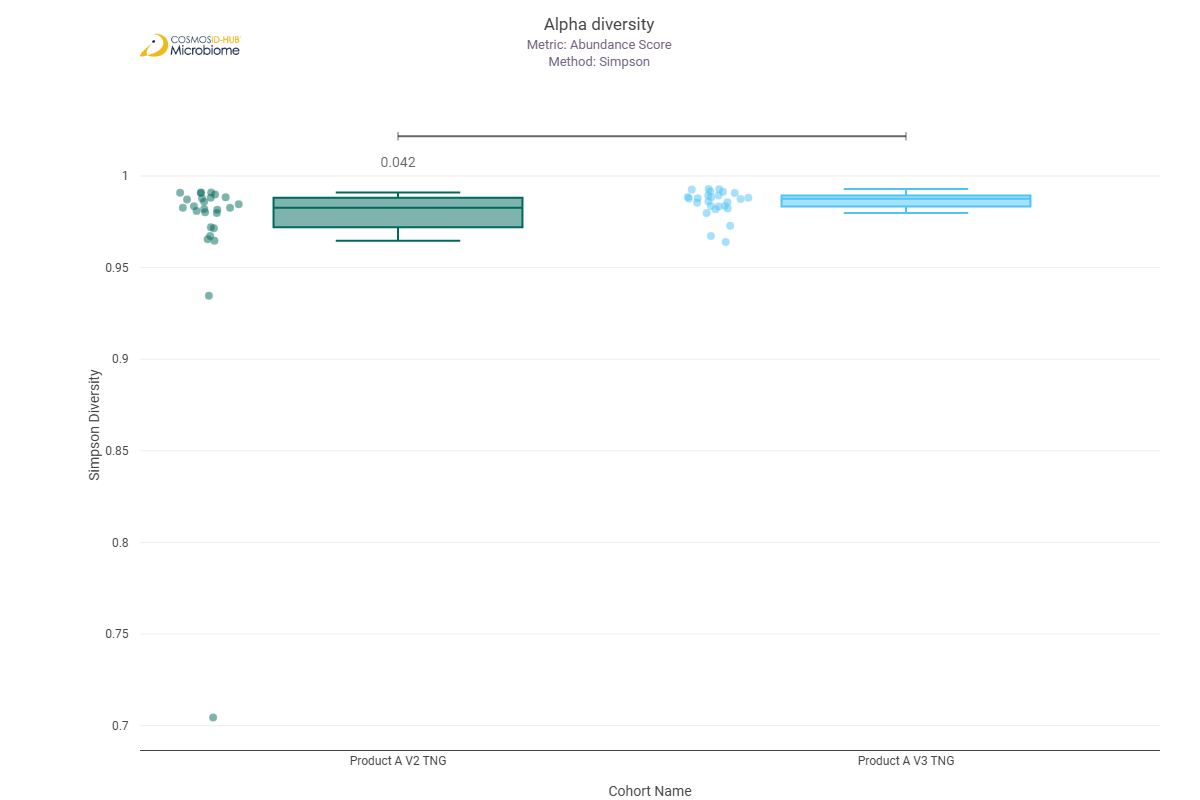 Alpha diversity
Metric: Abundance Score
Method: Simpson
COSMOSID-HUB
Microbiome
0.042
1
0.95
0.9
0.85
0.8
0.75
0.7
Simpson Diversity
Product A V2 TNG
Product A V3 TNG
Cohort Name